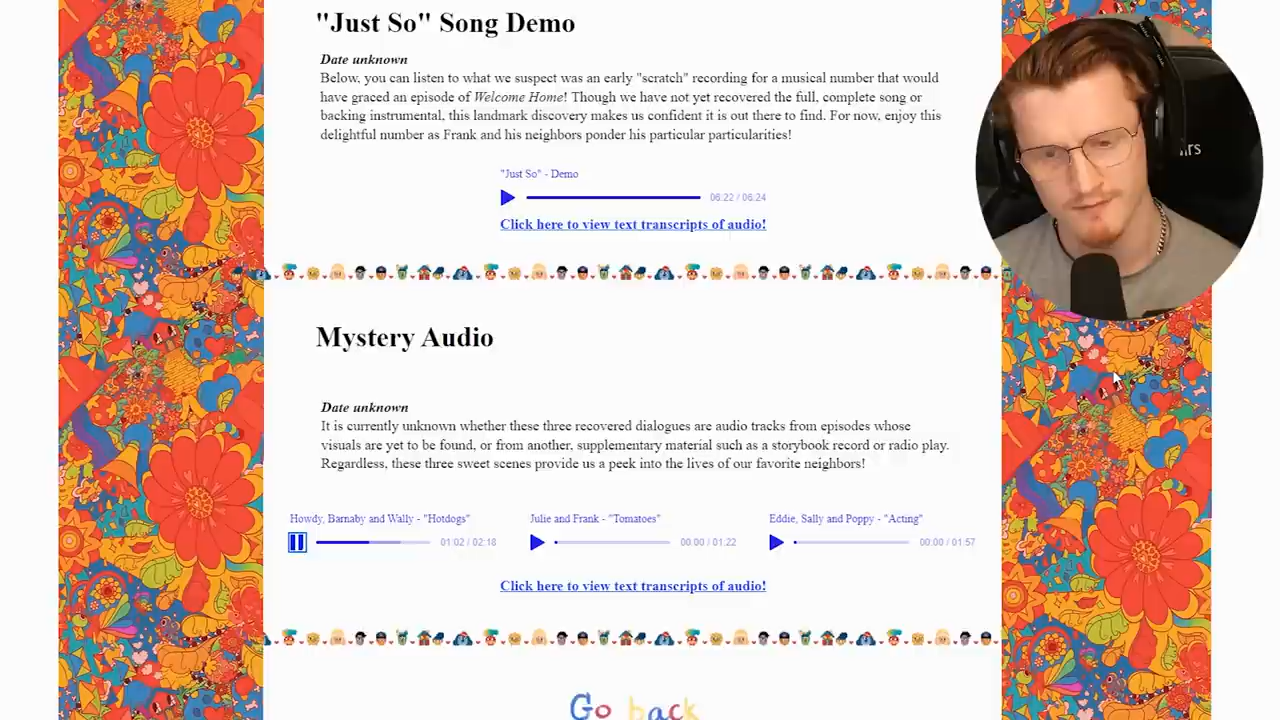 "Just So" Song Demo
Date unknown
Below, you can listen to what we suspect was an early "scratch" recording for a musical number that would
have graced an episode of Welcome Home! Though we have not yet recovered the full, complete song or
backing instrumental, this landmark discovery makes us confident it is out there to find. For now, enjoy this
delightful number as Frank and his neighbors ponder his particular particularities!
"Just So" - Demo
06:22 / 06:24
Click here to view text transcripts of audio!
Mystery Audio
Date unknown
It is currently unknown whether these three recovered dialogues are audio tracks from episodes whose
visuals are yet to be found, or from another, supplementary material such as a storybook record or radio play.
Regardless, these three sweet scenes provide us a peek into the lives of our favorite neighbors!
Howdy, Barnaby and Wally - "Hotdogs"
01:02 / 02:18
Julie and Frank - "Tomatoes"
00:00 / 01:22
Eddie, Sally and Poppy - "Acting"
00:00 / 01:57
Click here to view text transcripts of audio!
Go back